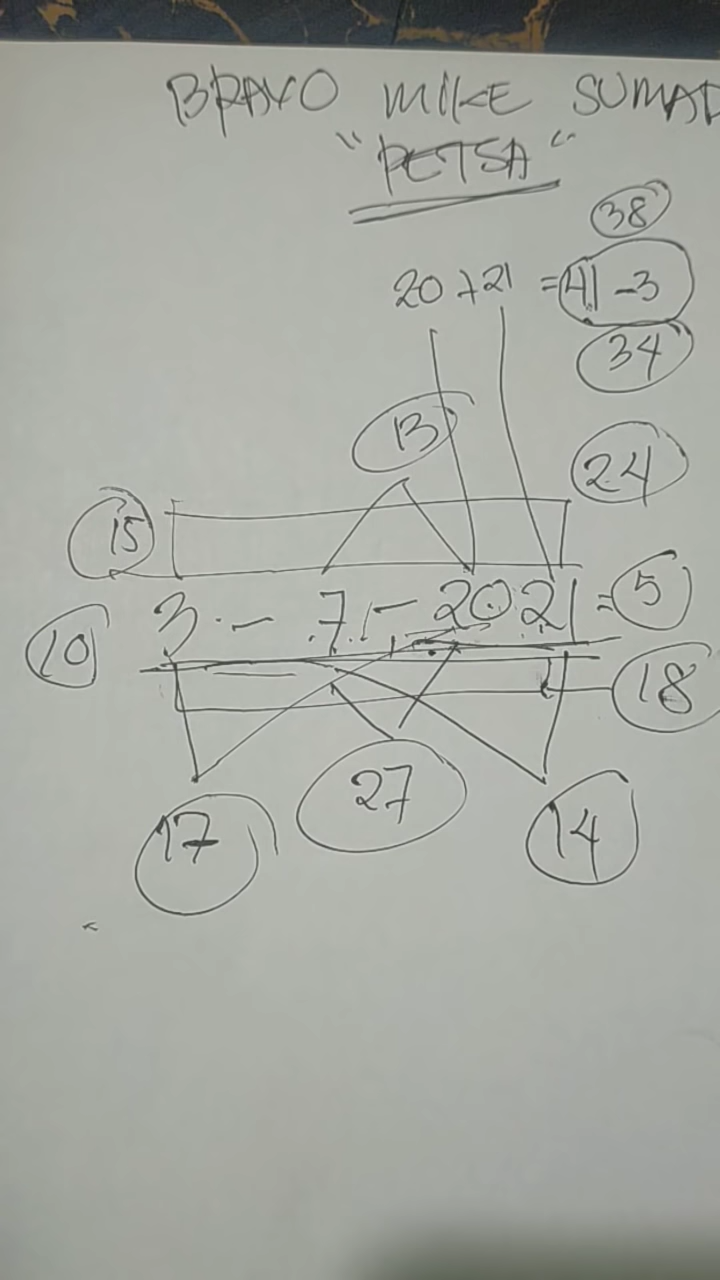 BRAVO MIKE SUMAD
"PETSA"
38
20 + 21 = 41 - 3
34
13
24
15
3 - 7 - 2021 = 5
10
18
27
17
14